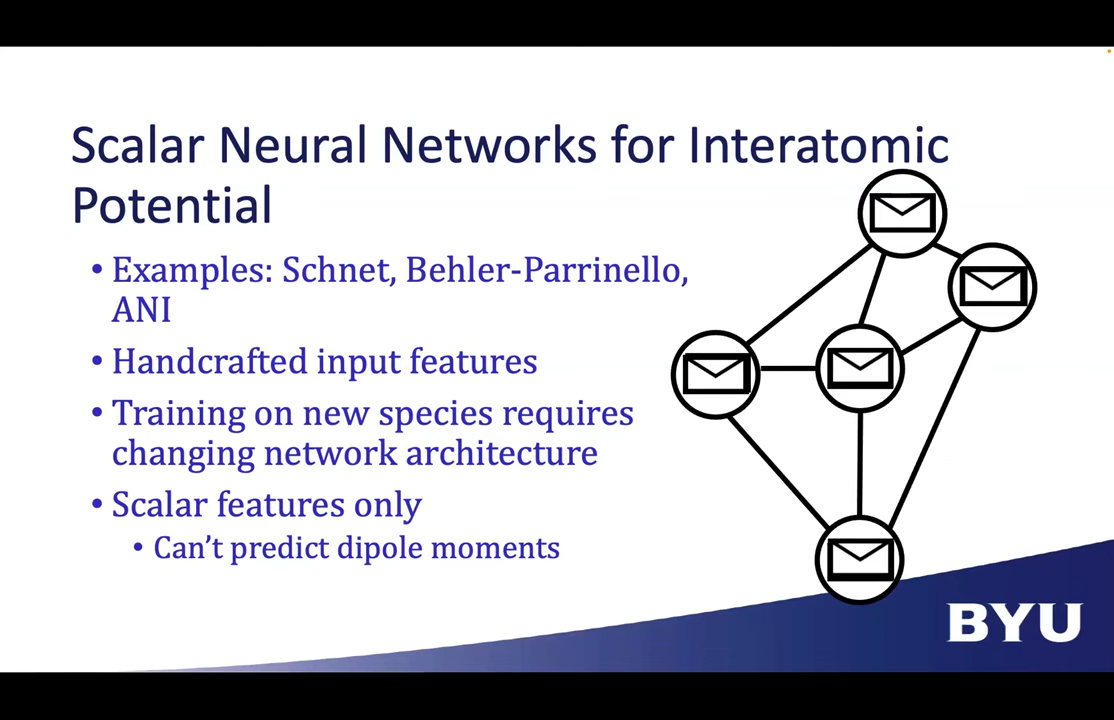 Scalar Neural Networks for Interatomic
Potential
• Examples: Schnet, Behler-Parrinello,
ANI
• Handcrafted input features
• Training on new species requires
changing network architecture
• Scalar features only
• Can’t predict dipole moments
BYU